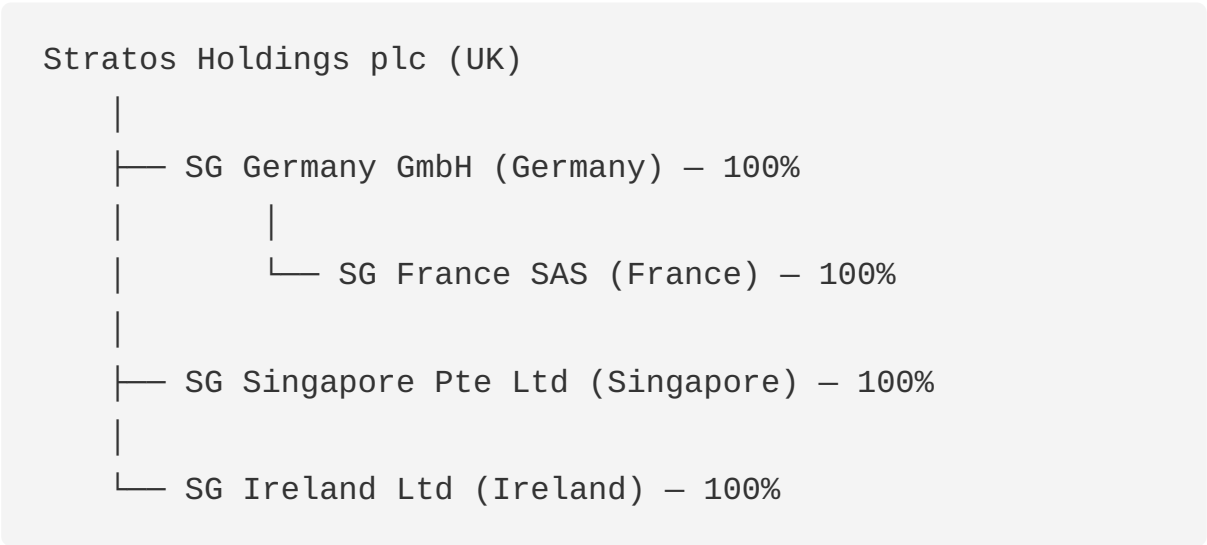 Stratos Holdings plc (UK)
├── SG Germany GmbH (Germany) — 100%
└── SG France SAS (France) — 100%
├── SG Singapore Pte Ltd (Singapore) — 100%
└── SG Ireland Ltd (Ireland) — 100%